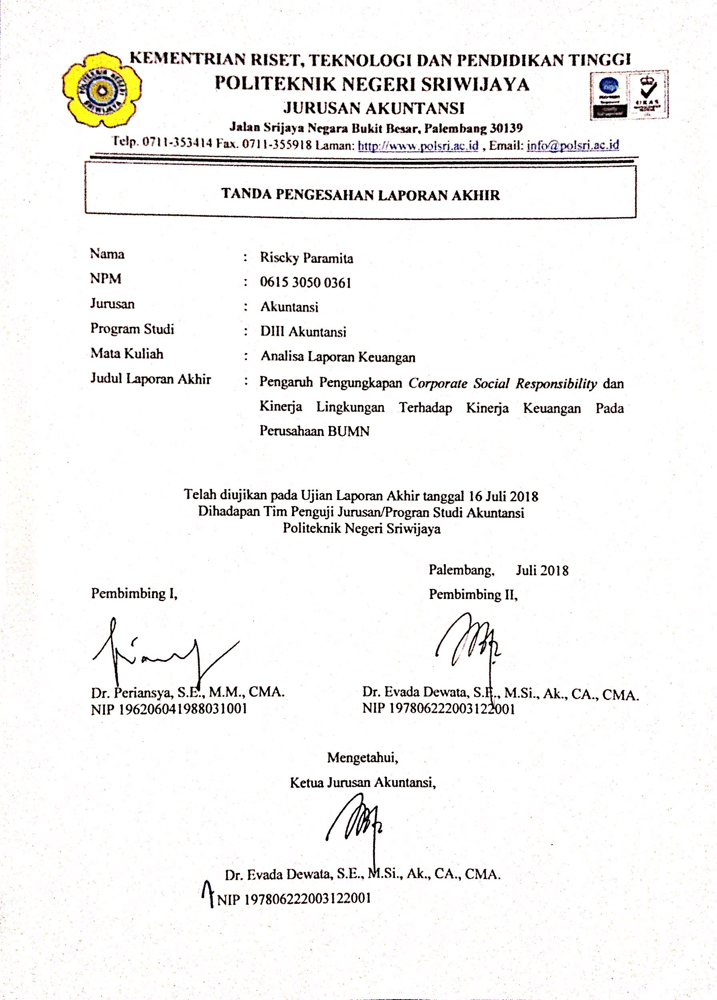 KEMENTRIAN RISET, TEKNOLOGI DAN PENDIDIKAN TINGGI
POLITEKNIK NEGERI SRIWIJAYA
JURUSAN AKUNTANSI
Jalan Srijaya Negara Bukit Besar, Palembang 30139
Telp. 0711-353414 Fax. 0711-355918 Laman: http://www.polsri.ac.id , Email: info@polsri.ac.id
POLITEKNIK NEGERI SRIWIJAYA
UKAS
TANDA PENGESAHAN LAPORAN AKHIR
Nama : Riscky Paramita
NPM : 0615 3050 0361
Jurusan : Akuntansi
Program Studi : DIII Akuntansi
Mata Kuliah : Analisa Laporan Keuangan
Judul Laporan Akhir : Pengaruh Pengungkapan Corporate Social Responsibility dan
Kinerja Lingkungan Terhadap Kinerja Keuangan Pada
Perusahaan BUMN
Telah diujikan pada Ujian Laporan Akhir tanggal 16 Juli 2018
Dihadapan Tim Penguji Jurusan/Progran Studi Akuntansi
Politeknik Negeri Sriwijaya
Palembang, Juli 2018
Pembimbing I, Pembimbing II,
Dr. Periansya, S.E., M.M., CMA. Dr. Evada Dewata, S.E., M.Si., Ak., CA., CMA.
NIP 196206041988031001 NIP 197806222003122001
Mengetahui,
Ketua Jurusan Akuntansi,
Dr. Evada Dewata, S.E., M.Si., Ak., CA., CMA.
NIP 197806222003122001